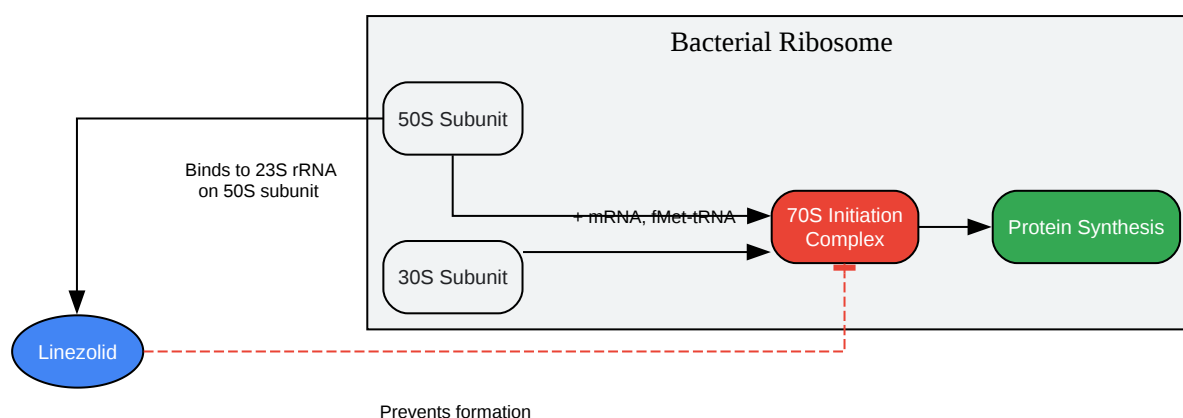 Bacterial Ribosome
50S Subunit
Binds to 23S rRNA
on 50S subunit
+ mRNA, fMet-tRNA
70S Initiation
Complex
Protein Synthesis
30S Subunit
Linezolid
Prevents formation